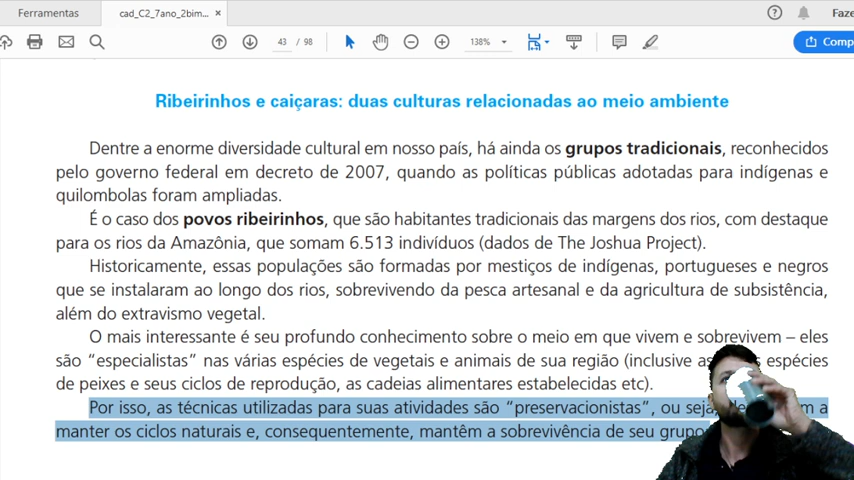 Ferramentas
cad_C2_7ano_2bim...
Faze
43 / 98
138%
Comp
Ribeirinhos e caiçaras: duas culturas relacionadas ao meio ambiente
Dentre a enorme diversidade cultural em nosso país, há ainda os grupos tradicionais, reconhecidos
pelo governo federal em decreto de 2007, quando as políticas públicas adotadas para indígenas e
quilombolas foram ampliadas.
É o caso dos povos ribeirinhos, que são habitantes tradicionais das margens dos rios, com destaque
para os rios da Amazônia, que somam 6.513 indivíduos (dados de The Joshua Project).
Historicamente, essas populações são formadas por mestiços de indígenas, portugueses e negros
que se instalaram ao longo dos rios, sobrevivendo da pesca artesanal e da agricultura de subsistência,
além do extravismo vegetal.
O mais interessante é seu profundo conhecimento sobre o meio em que vivem e sobrevivem – eles
são “especialistas” nas várias espécies de vegetais e animais de sua região (inclusive as espécies
de peixes e seus ciclos de reprodução, as cadeias alimentares estabelecidas etc).
Por isso, as técnicas utilizadas para suas atividades são “preservacionistas”, ou seja, a
manter os ciclos naturais e, consequentemente, mantêm a sobrevivência de seu grupo